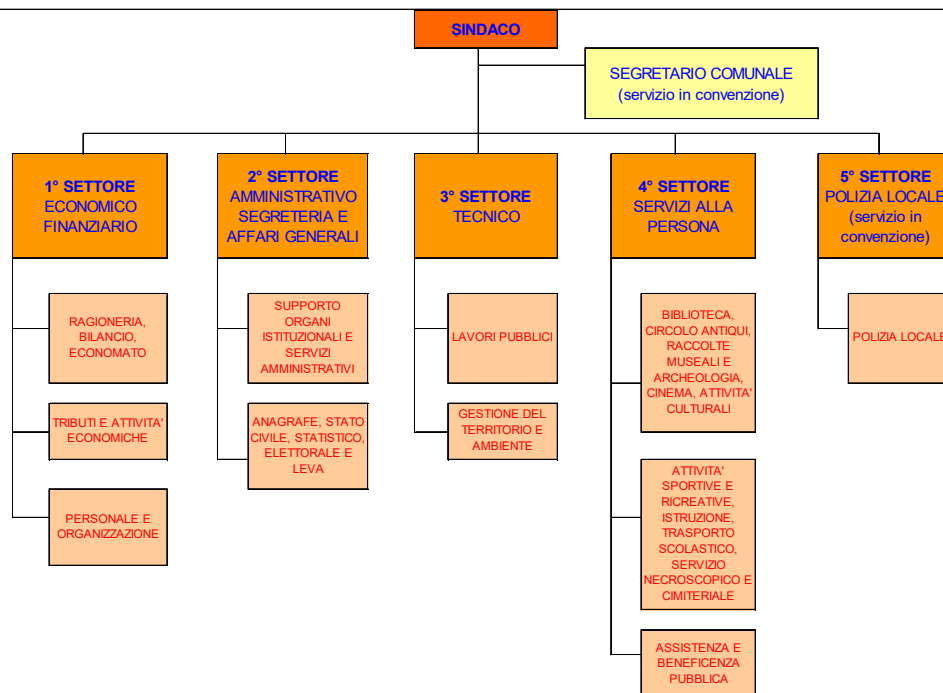 SINDACO
SEGRETARIO COMUNALE
(servizio in convenzione)
1° SETTORE
ECONOMICO
FINANZIARIO
2° SETTORE
AMMINISTRATIVO
SEGRETERIA E
AFFARI GENERALI
3° SETTORE
TECNICO
4° SETTORE
SERVIZI ALLA
PERSONA
5° SETTORE
POLIZIA LOCALE
(servizio in
convenzione)
RAGIONERIA,
BILANCIO,
ECONOMATO
TRIBUTI E ATTIVITA'
ECONOMICHE
PERSONALE E
ORGANIZZAZIONE
SUPPORTO
ORGANI
ISTITUZIONALI E
SERVIZI
AMMINISTRATIVI
ANAGRAFE, STATO
CIVILE, STATISTICO,
ELETTORALE E
LEVA
LAVORI PUBBLICI
GESTIONE DEL
TERRITORIO E
AMBIENTE
BIBLIOTECA,
CIRCOLO ANTIQUI,
RACCOLTE
MUSEALI E
ARCHEOLOGIA,
CINEMA, ATTIVITA'
CULTURALI
ATTIVITA'
SPORTIVE E
RICREATIVE,
ISTRUZIONE,
TRASPORTO
SCOLASTICO,
SERVIZIO
NECROSCOPICO E
CIMITERIALE
ASSISTENZA E
BENEFICENZA
PUBBLICA
POLIZIA LOCALE